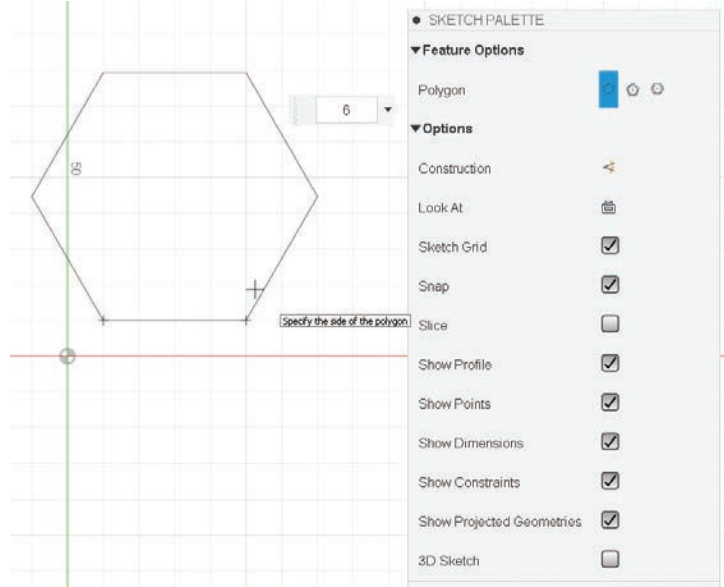 SKETCH PALETTE
Feature Options
Polygon
6
Options
50
Construction
Look At
Sketch Grid
Snap
Specify the side of the polygon
Slice
Show Profile
Show Points
Show Dimensions
Show Constraints
Show Projected Geometries
3D Sketch